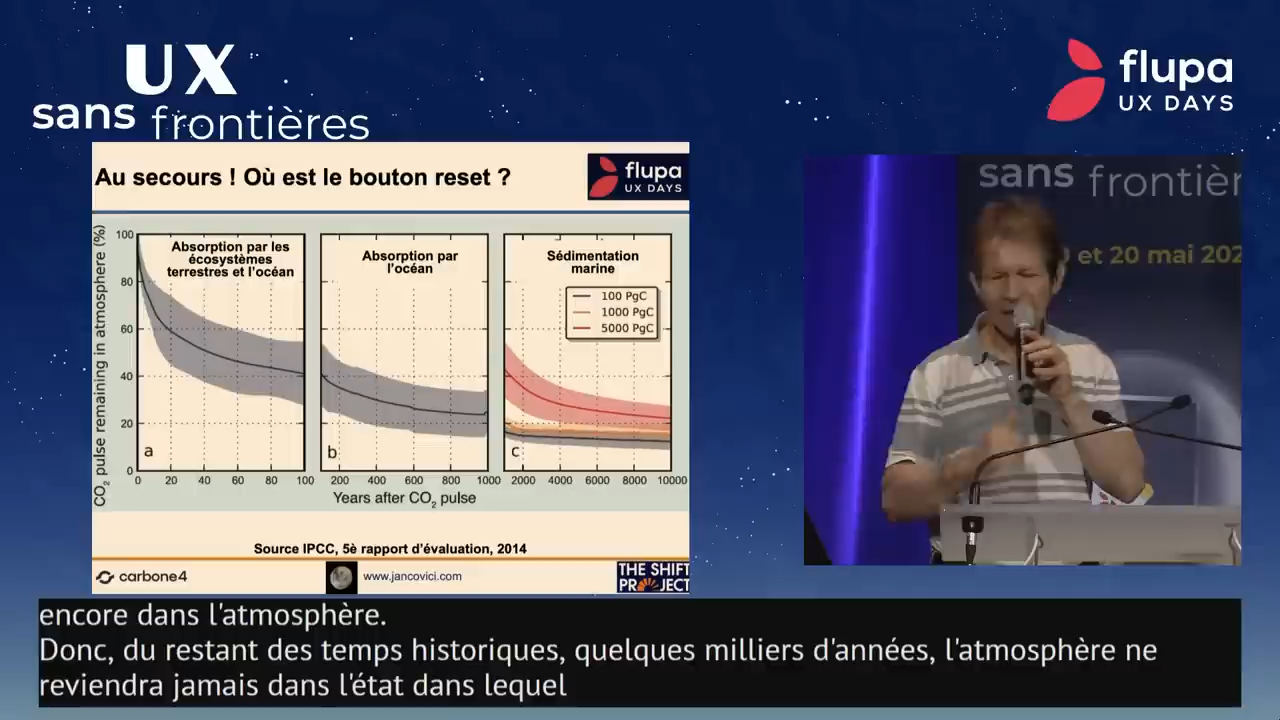 UX
sans frontières
flupa
UX DAYS
Au secours ! Où est le bouton reset ?
flupa
UX DAYS
CO2 pulse remaining in atmosphere (%)
100
80
60
40
20
0
Absorption par les
écosystèmes
terrestres et l'océan
a
0 20 40 60 80 100
Absorption par
l'océan
b
200 400 600 800 1000
Sédimentation
marine
100 PgC
1000 PgC
5000 PgC
c
2000 4000 6000 8000 10000
Years after CO2 pulse
Source IPCC, 5è rapport d'évaluation, 2014
carbone4
www.jancovici.com
THE SHIFT
PROJECT
sans frontièr
et 20 mai 202
encore dans l'atmosphère.
Donc, du restant des temps historiques, quelques milliers d'années, l'atmosphère ne
reviendra jamais dans l'état dans lequel